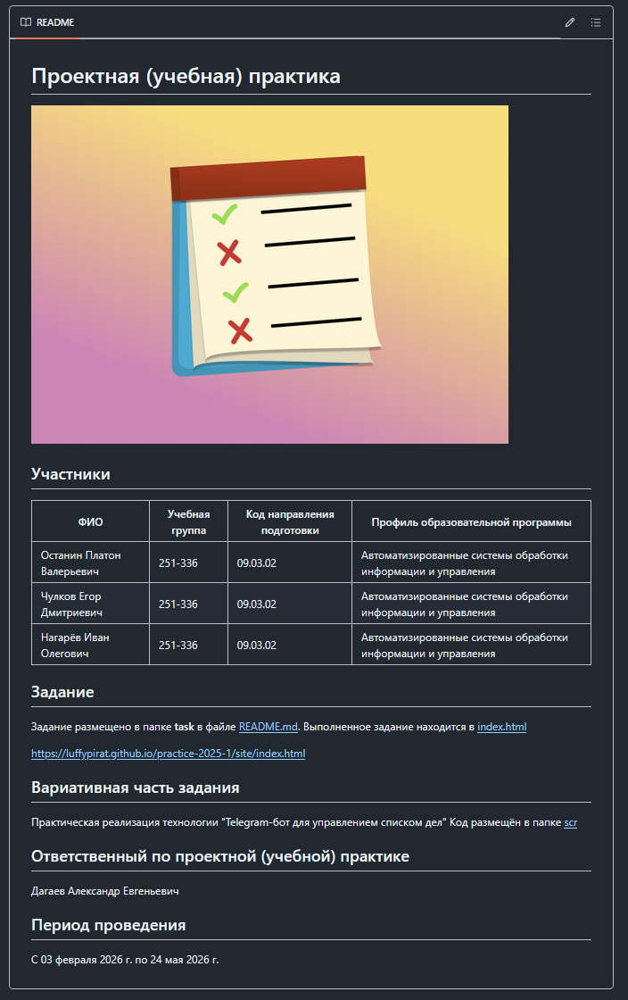 README
Проектная (учебная) практика
Участники
ФИО
Учебная группа
Код направления подготовки
Профиль образовательной программы
Останин Платон Валерьевич
251-336
09.03.02
Автоматизированные системы обработки информации и управления
Чулков Егор Дмитриевич
251-336
09.03.02
Автоматизированные системы обработки информации и управления
Нагарёв Иван Олегович
251-336
09.03.02
Автоматизированные системы обработки информации и управления
Задание
Задание размещено в папке task в файле README.md. Выполненное задание находится в index.html
https://luffypirat.github.io/practice-2025-1/site/index.html
Вариативная часть задания
Практическая реализация технологии "Telegram-бот для управлением списком дел" Код размещён в папке scr
Ответственный по проектной (учебной) практике
Дагаев Александр Евгеньевич
Период проведения
С 03 февраля 2026 г. по 24 мая 2026 г.